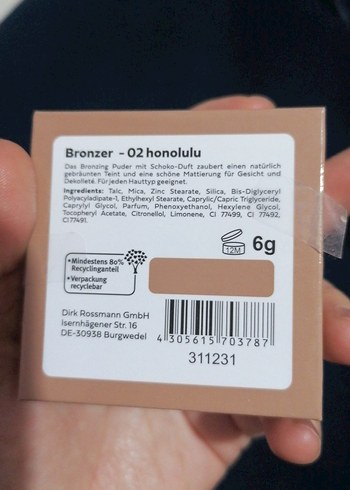 Bronzer - 02 honolulu
Das Bronzing Puder mit Schoko-Duft zaubert einen natürlich
gebräunten Teint und eine schöne Mattierung für Gesicht und
Dekolleté. Für jeden Hauttyp geeignet.
Ingredients: Talc, Mica, Zinc Stearate, Silica, Bis-Diglyceryl
Polyacyladipate-1, Ethylhexyl Stearate, Caprylic/Capric Triglyceride,
Caprylyl Glycol, Parfum, Phenoxyethanol, Hexylene Glycol,
Tocopheryl Acetate, Citronellol, Limonene, CI 77499, CI 77492,
CI 77491.
12M
6g
•Mindestens 80%
Recyclinganteil
•Verpackung
recyclebar
Dirk Rossmann GmbH
Isernhägener Str. 16
DE-30938 Burgwedel
4 305615 703787
311231